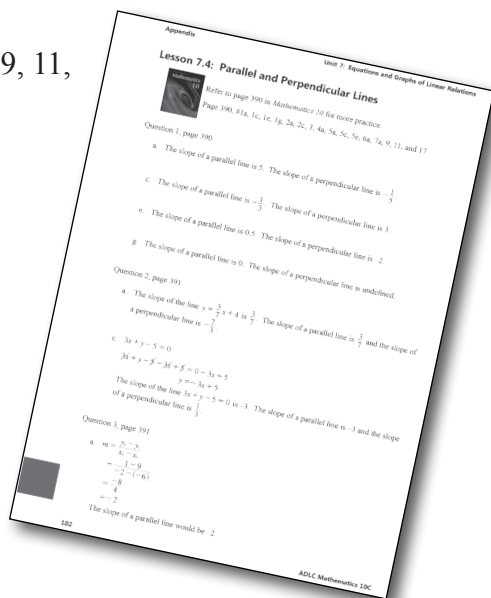 9, 11,
Appendix
Unit 7: Equations and Graphs of Linear Relations
Lesson 7.4: Parallel and Perpendicular Lines
Mathematics
10
Refer to page 390 in Mathematics 10 for more practice.
Page 390, #1a, 1c, 1e, 1g, 2a, 2c, 3, 4a, 5a, 5c, 5e, 6a, 7a, 9, 11, and 17
Question 1, page 390
a. The slope of a parallel line is 5. The slope of a perpendicular line is -1/5.
c. The slope of a parallel line is -1/3. The slope of a perpendicular line is 3.
e. The slope of a parallel line is 0.5. The slope of a perpendicular line is -2.
g. The slope of a parallel line is 0. The slope of a perpendicular line is undefined.
Question 2, page 391
a. The slope of the line y = 3/7 x + 4 is 3/7. The slope of a parallel line is 3/7 and the slope of
a perpendicular line is
c. 3x + y - 5 = 0
3x + y - 5 - 3x + 5 = 0 - 3x + 5
y = - 3x + 5
The slope of the line 3x + y - 5 = 0 is -3. The slope of a parallel line is -3 and the slope
of a perpendicular line is 1/3.
Question 3, page 391
a. m =
= 1 - 9 / -2 - (-6)
= -8 / 4
= - 2
The slope of a parallel line would be -2.
102
ADLC Mathematics 10C